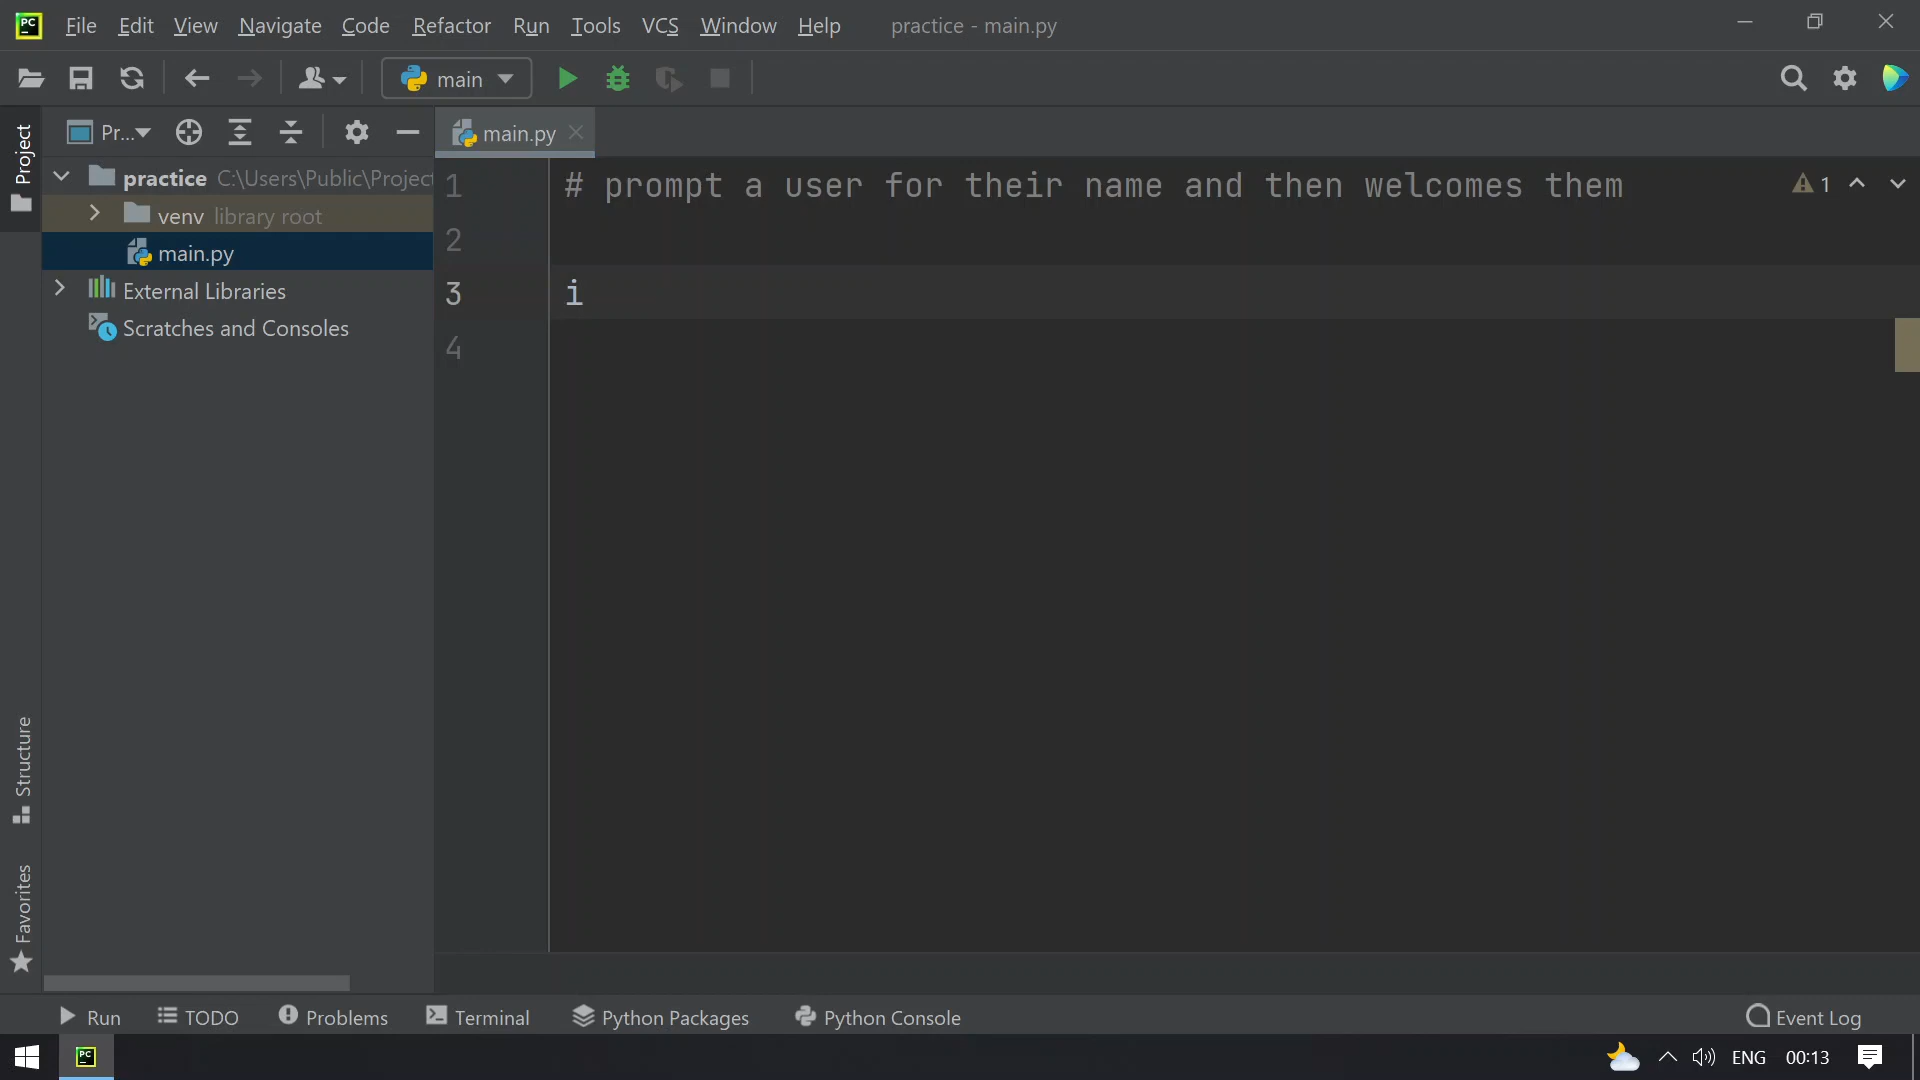 PC File Edit View Navigate Code Refactor Run Tools VCS Window Help practice - main.py
main
Project
Pr...
main.py
practice C:\Users\Public\Project
venv library root
main.py
External Libraries
Scratches and Consoles
1 # prompt a user for their name and then welcomes them
1
2
3 i
4
Structure
Favorites
Run TODO Problems Terminal Python Packages Python Console Event Log
PC ENG 00:13